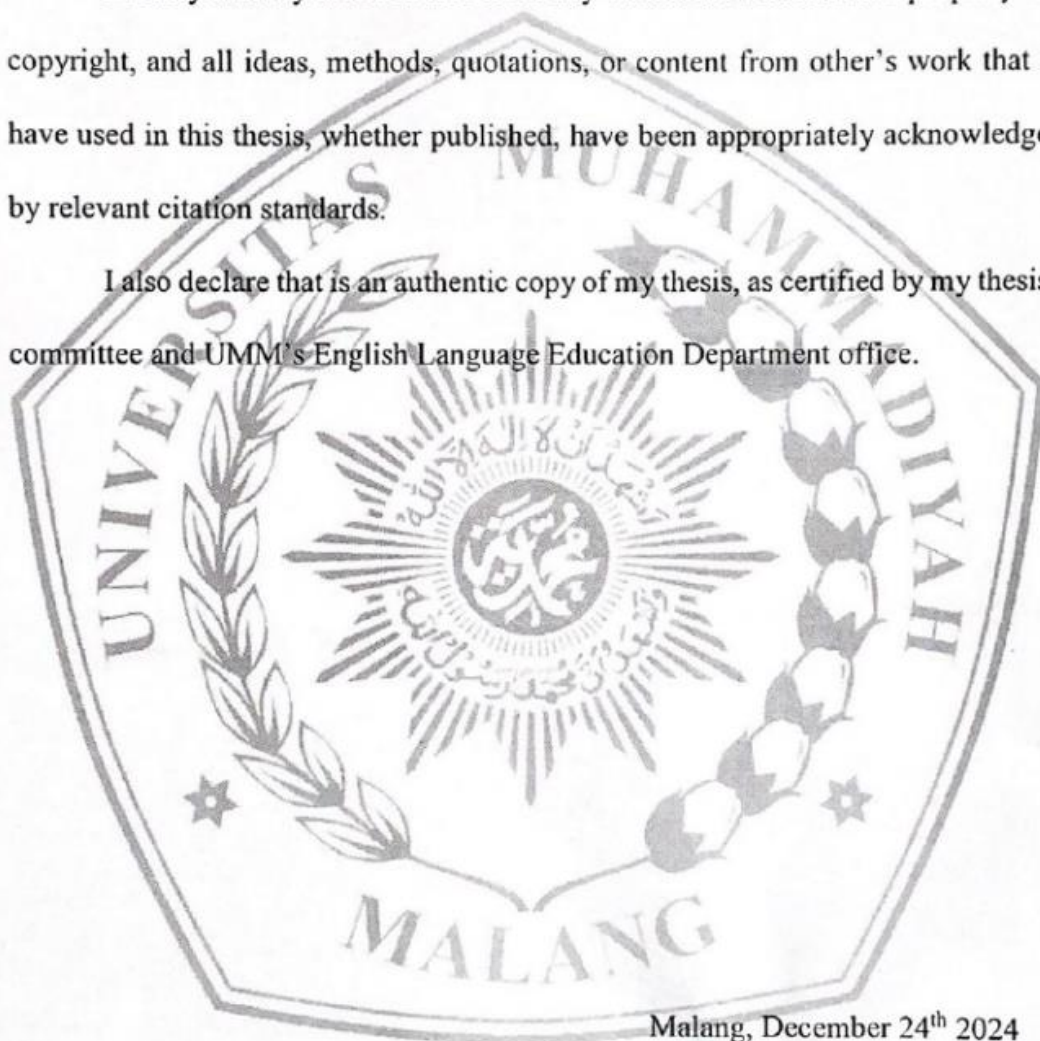 copyright, and all ideas, methods, quotations, or content from other's work that
have used in this thesis, whether published, have been appropriately acknowledge
by relevant citation standards.
I also declare that is an authentic copy of my thesis, as certified by my thesis
committee and UMM's English Language Education Department office.
UNIVERSITAS MUHAMMADIYAH
MALANG
Malang, December 24th 2024